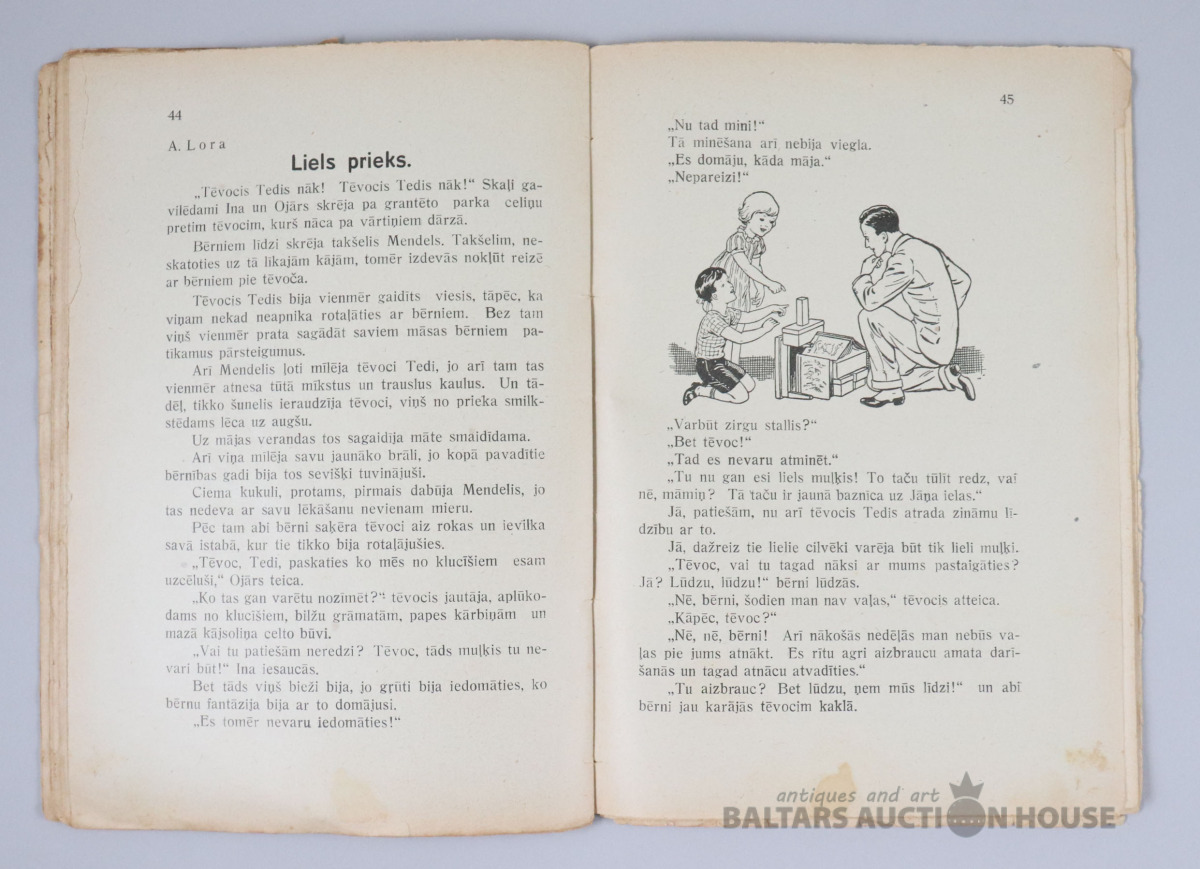 44
A. Lora
Liels prieks.
„Tēvocis Tedis nāk! Tēvocis Tedis nāk!“ Skaļi ga-
vilēdami Ina un Ojārs skrēja pa grantēto parka celiņu
pretim tēvocim, kurš nāca pa vārtiņiem dārzā.
Bērniem līdzi skrēja takšelis Mendels. Takšelim, ne-
skatoties uz tā līkajām kājām, tomēr izdevās nokļūt reizē
ar bērniem pie tēvoča.
Tēvocis Tedis bija vienmēr gaidīts viesis, tāpēc, ka
viņam nekad neapnika rotaļāties ar bērniem. Bez tam
viņš vienmēr prata sagādāt saviem māsas bērniem pa-
tīkamus pārsteigumus.
Arī Mendelis ļoti mīlēja tēvoci Tedi, jo arī tam tas
vienmēr atnesa tūtā mīkstus un trauslus kaulus. Un tā-
dēļ, tikko šunelis ieraudzīja tēvoci, viņš no prieka smilk-
stēdams lēca uz augšu.
Uz mājas verandas tos sagaidīja māte smaidīdama.
Arī viņa mīlēja savu jaunāko brāli, jo kopā pavadītie
bērnības gadi bija tos sevišķi tuvinājuši.
Ciema kukuli, protams, pirmais dabūja Mendelis, jo
tas nedeva ar savu lēkāšanu nevienam mieru.
Pēc tam abi bērni saķēra tēvoci aiz rokas un ievilka
savā istabā, kur tie tikko bija rotaļājušies.
„Tēvoc, Tedi, paskaties ko mēs no klucīšiem esam
uzcēluši,“ Ojārs teica.
„Ko tas gan varētu nozīmēt?“ tēvocis jautāja, aplūko-
dams no klucīšiem, bilžu grāmatām, papes kārbiņām un
mazā kājsoliņa celto būvi.
„Vai tu patiešām neredzi? Tēvoc, tāds muļķis tu ne-
vari būt!“ Ina iesaucās.
Bet tāds viņš bieži bija, jo grūti bija iedomāties, ko
bērnu fantāzija bija ar to domājusi.
„Es tomēr nevaru iedomāties!“
45
„Nu tad mini!“
Tā minēšana arī nebija viegla.
„Es domāju, kāda māja.“
„Nepareizi!“
„Varbūt zirgu stallis?“
„Bet tēvoc!“
„Tad es nevaru atminēt.“
„Tu nu gan esi liels muļķis! To taču tūlīt redz, vai
nē, māmiņ? Tā taču ir jaunā baznīca uz Jāņa ielas.“
Jā, patiešām, nu arī tēvocis Tedis atrada zināmu lī-
dzību ar to.
Jā, dažreiz tie lielie cilvēki varēja būt tik lieli muļķi.
„Tēvoc, vai tu tagad nāksi ar mums pastaigāties?
Jā? Lūdzu, lūdzu!“ bērni lūdzās.
„Nē, bērni, šodien man nav vaļas,“ tēvocis atteica.
„Kāpēc, tēvoc?“
„Nē, nē, bērni! Arī nākošās nedēļās man nebūs va-
ļas pie jums atnākt. Es rītu agri aizbraucu amata darī-
šanās un tagad atnācu atvadīties.“
„Tu aizbrauc? Bet lūdzu, ņem mūs līdzi!“ un abi
bērni jau karājās tēvocim kaklā.
antiques and art
BALTARS AUCTION HOUSE